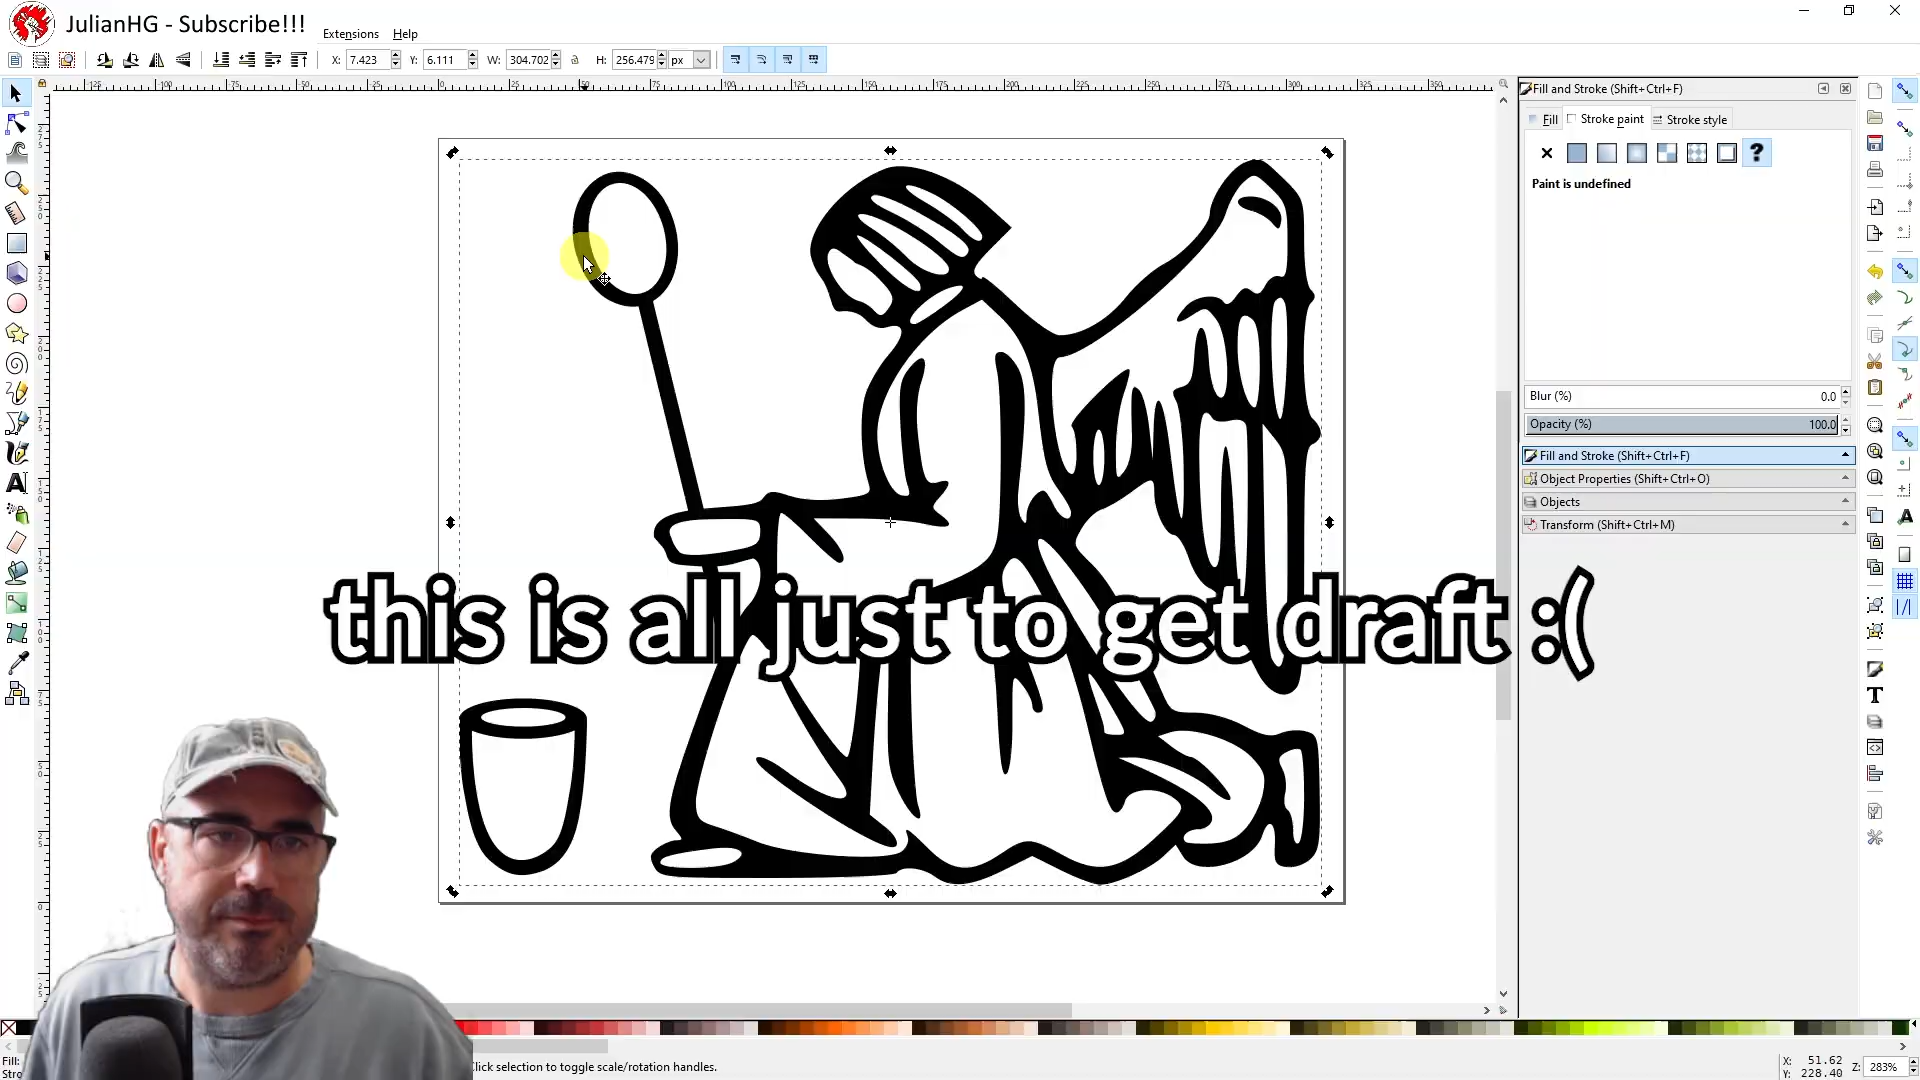 JulianHG - Subscribe!!!
Extensions Help
X: 7.423 Y: 6.111 W: 304.702 H: 256.479 px
Fill and Stroke (Shift+Ctrl+F)
Fill Stroke paint Stroke style
?
Paint is undefined
Blur (%) 0.0
Opacity (%) 100.0
Fill and Stroke (Shift+Ctrl+F)
Object Properties (Shift+Ctrl+O)
Objects
Transform (Shift+Ctrl+M)
this is all just to get draft :(
Fill:
Stro
Click selection to toggle scale/rotation handles.
X: 51.62
Y: 228.40
Z: 283%